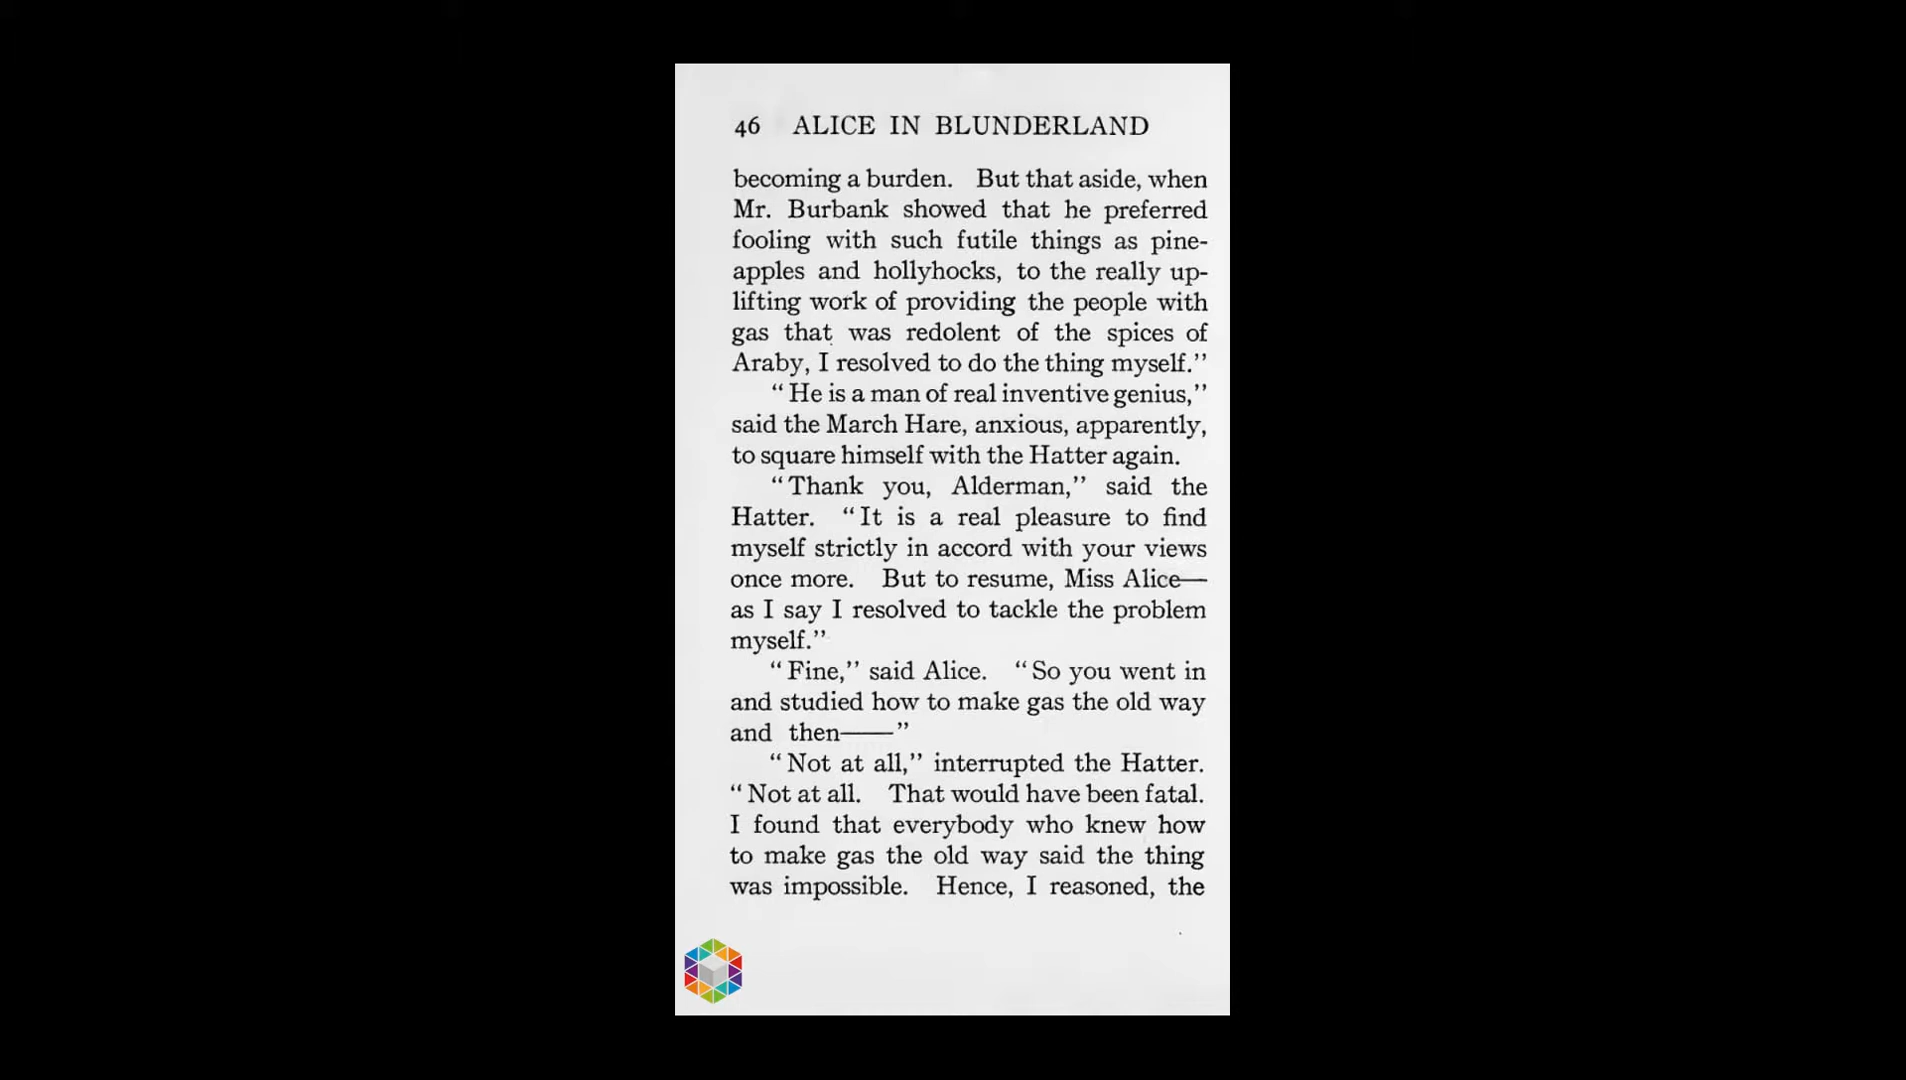 46 ALICE IN BLUNDERLAND
becoming a burden. But that aside, when
Mr. Burbank showed that he preferred
fooling with such futile things as pine-
apples and hollyhocks, to the really up-
lifting work of providing the people with
gas that was redolent of the spices of
Araby, I resolved to do the thing myself.”
“He is a man of real inventive genius,”
said the March Hare, anxious, apparently,
to square himself with the Hatter again.
“Thank you, Alderman,” said the
Hatter. “It is a real pleasure to find
myself strictly in accord with your views
once more. But to resume, Miss Alice—
as I say I resolved to tackle the problem
myself.”
“Fine,” said Alice. “So you went in
and studied how to make gas the old way
and then——”
“Not at all,” interrupted the Hatter.
“Not at all. That would have been fatal.
I found that everybody who knew how
to make gas the old way said the thing
was impossible. Hence, I reasoned, the